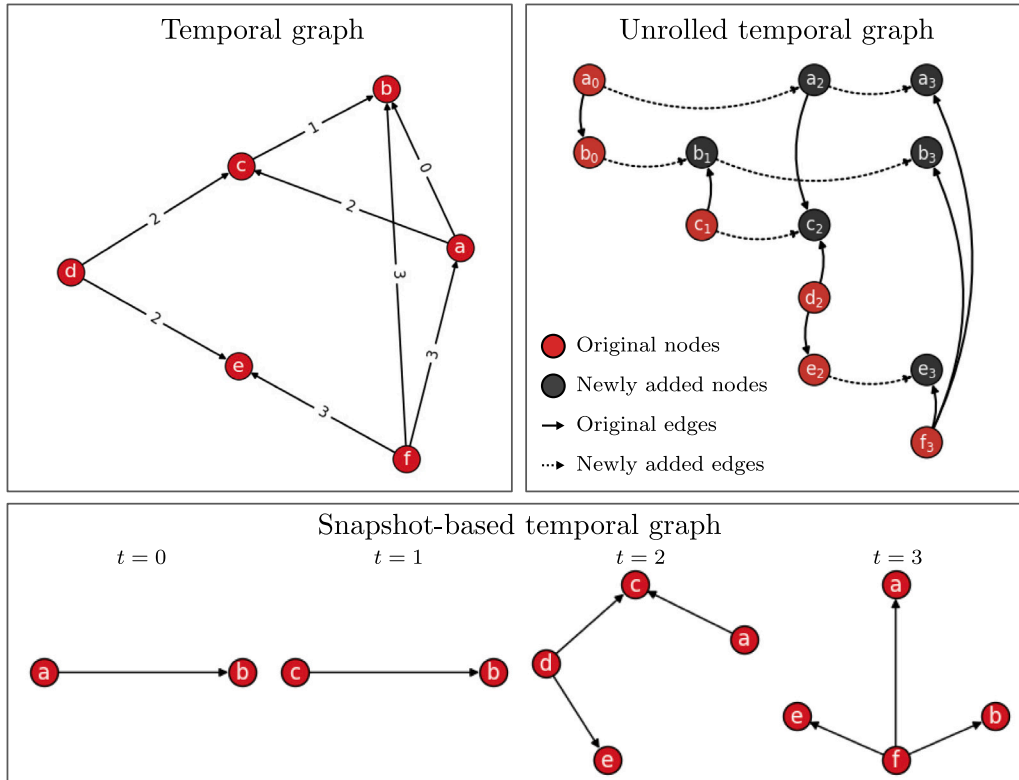 Temporal graph
b
1
c
0
2
2
a
d
3
2
3
e
3
f
Unrolled temporal graph
a₀ a₂ a₃
b₀ b₁ b₃
c₁ c₂
d₂
Original nodes
e₂ e₃
Newly added nodes
Original edges
f₃
Newly added edges
Snapshot-based temporal graph
t = 0 t = 1 t = 2 t = 3
c a
a
d
a b c b
e b
e f